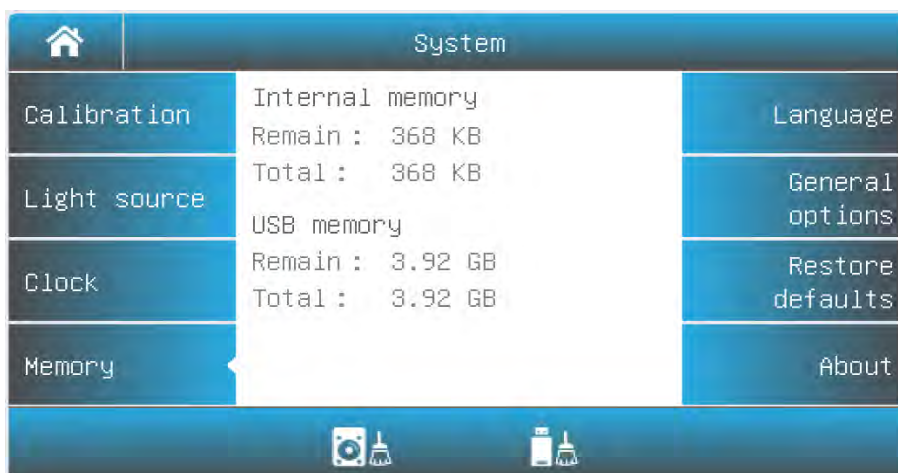 System
Calibration
Light source
Clock
Memory
Internal memory
Remain : 368 KB
Total : 368 KB
USB memory
Remain : 3.92 GB
Total : 3.92 GB
Language
General
options
Restore
defaults
About